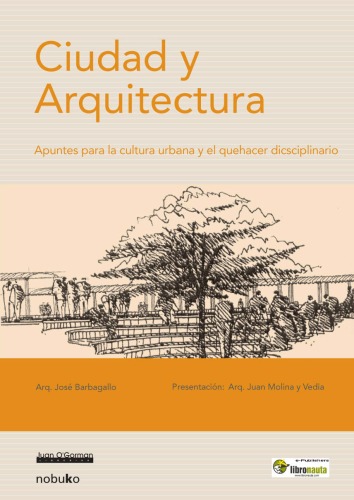 Ciudad y
Arquitectura
Apuntes para la cultura urbana y el quehacer dicsciplinario
Arq. José Barbagallo
Presentación: Arq. Juan Molina y Vedia
Juan O'Gorman
nobuko
e-Publishers
libronauta